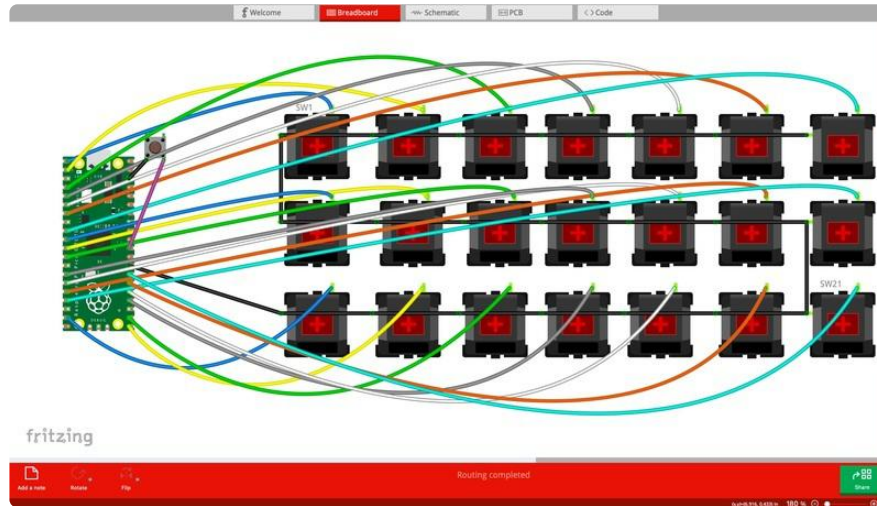 Welcome
Breadboard
Schematic
PCB
Code
SW1
SW21
fritzing
Add a note
Rotate
Flip
Routing completed
Share
180 %